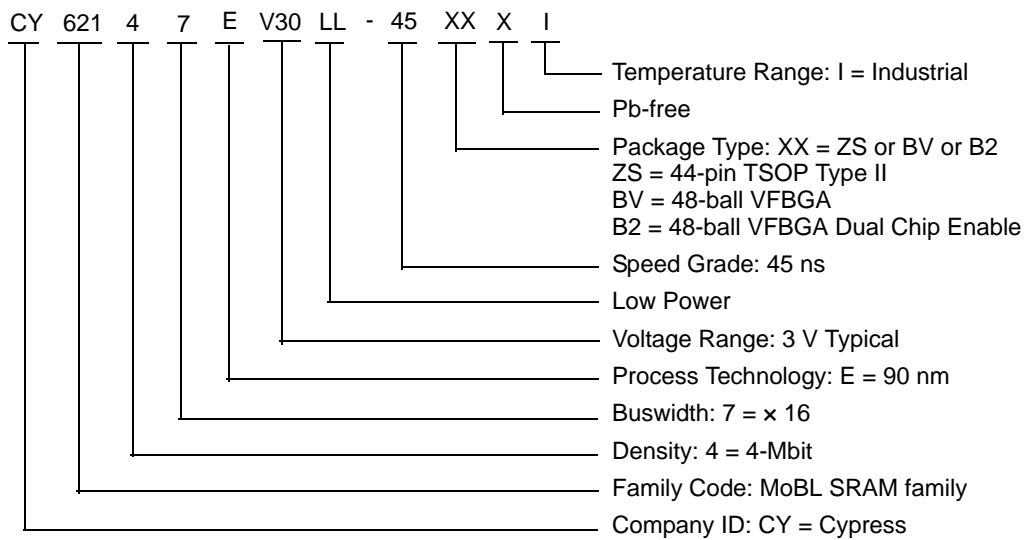 CY 621 4 7 E V30 LL - 45 XX X I
Temperature Range: I = Industrial
Pb-free
Package Type: XX = ZS or BV or B2
ZS = 44-pin TSOP Type II
BV = 48-ball VFBGA
B2 = 48-ball VFBGA Dual Chip Enable
Speed Grade: 45 ns
Low Power
Voltage Range: 3 V Typical
Process Technology: E = 90 nm
Buswidth: 7 = × 16
Density: 4 = 4-Mbit
Family Code: MoBL SRAM family
Company ID: CY = Cypress